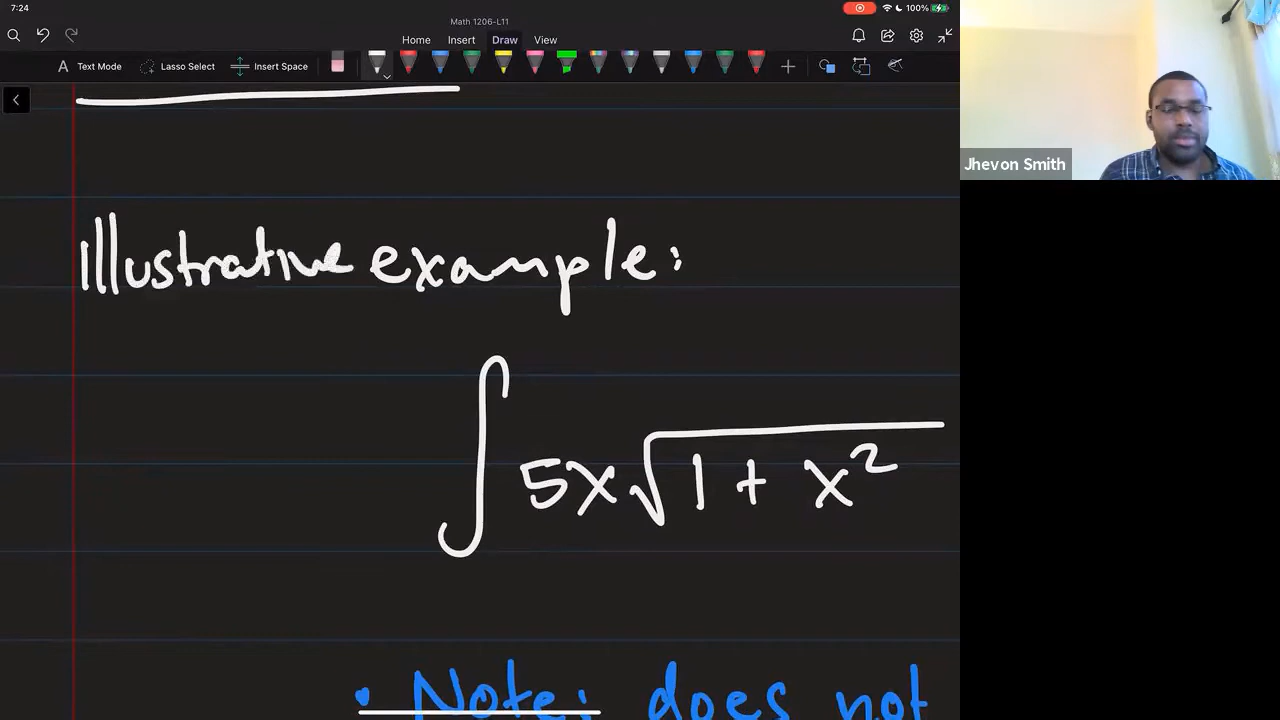 7:24
100%
Math 1206-L11
Home Insert Draw View
A Text Mode Lasso Select Insert Space
Jhevon Smith
Illustrative example:
∫ 5x√(1 + x²)
• Note: does not